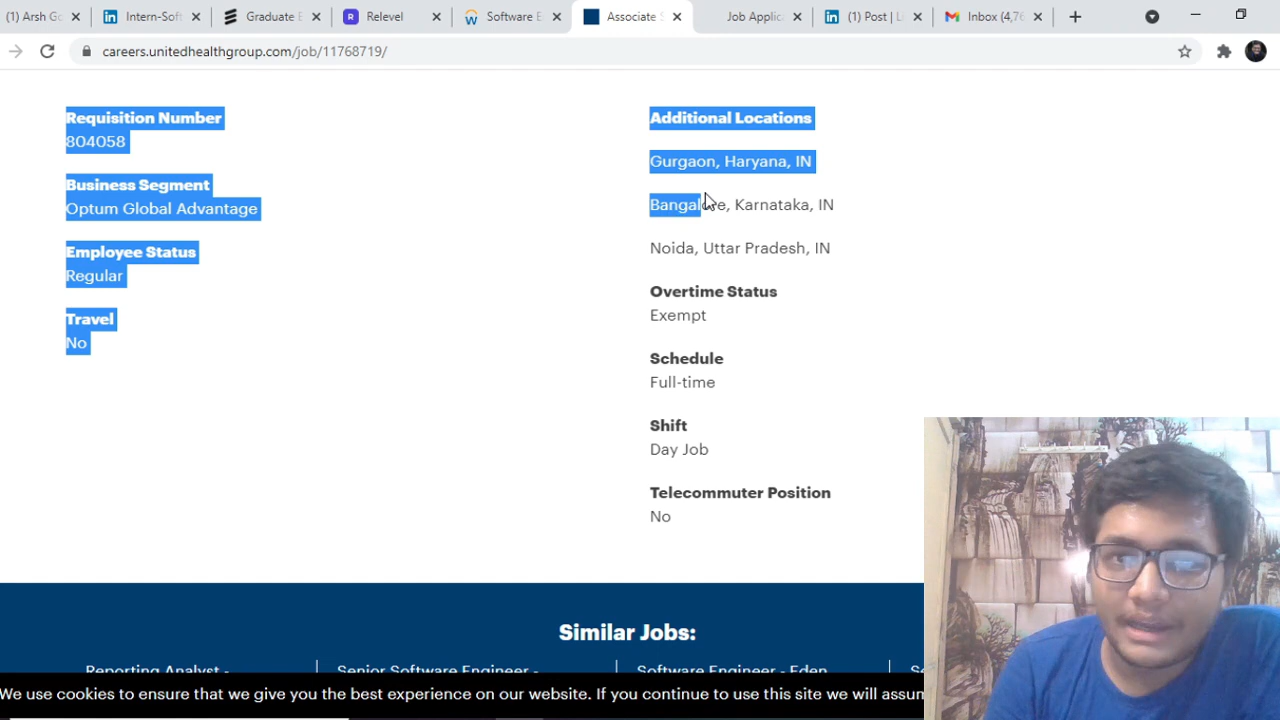 (1) Arsh Go
Intern-Soft
Graduate E
Relevel
Software E
Associate S
Job Applic
(1) Post | Li
Inbox (4,76
careers.unitedhealthgroup.com/job/11768719/
Requisition Number
804058
Business Segment
Optum Global Advantage
Employee Status
Regular
Travel
No
Additional Locations
Gurgaon, Haryana, IN
Bangalore, Karnataka, IN
Noida, Uttar Pradesh, IN
Overtime Status
Exempt
Schedule
Full-time
Shift
Day Job
Telecommuter Position
No
Similar Jobs:
Reporting Analyst -
Senior Software Engineer -
Software Engineer - Eden
We use cookies to ensure that we give you the best experience on our website. If you continue to use this site we will assum